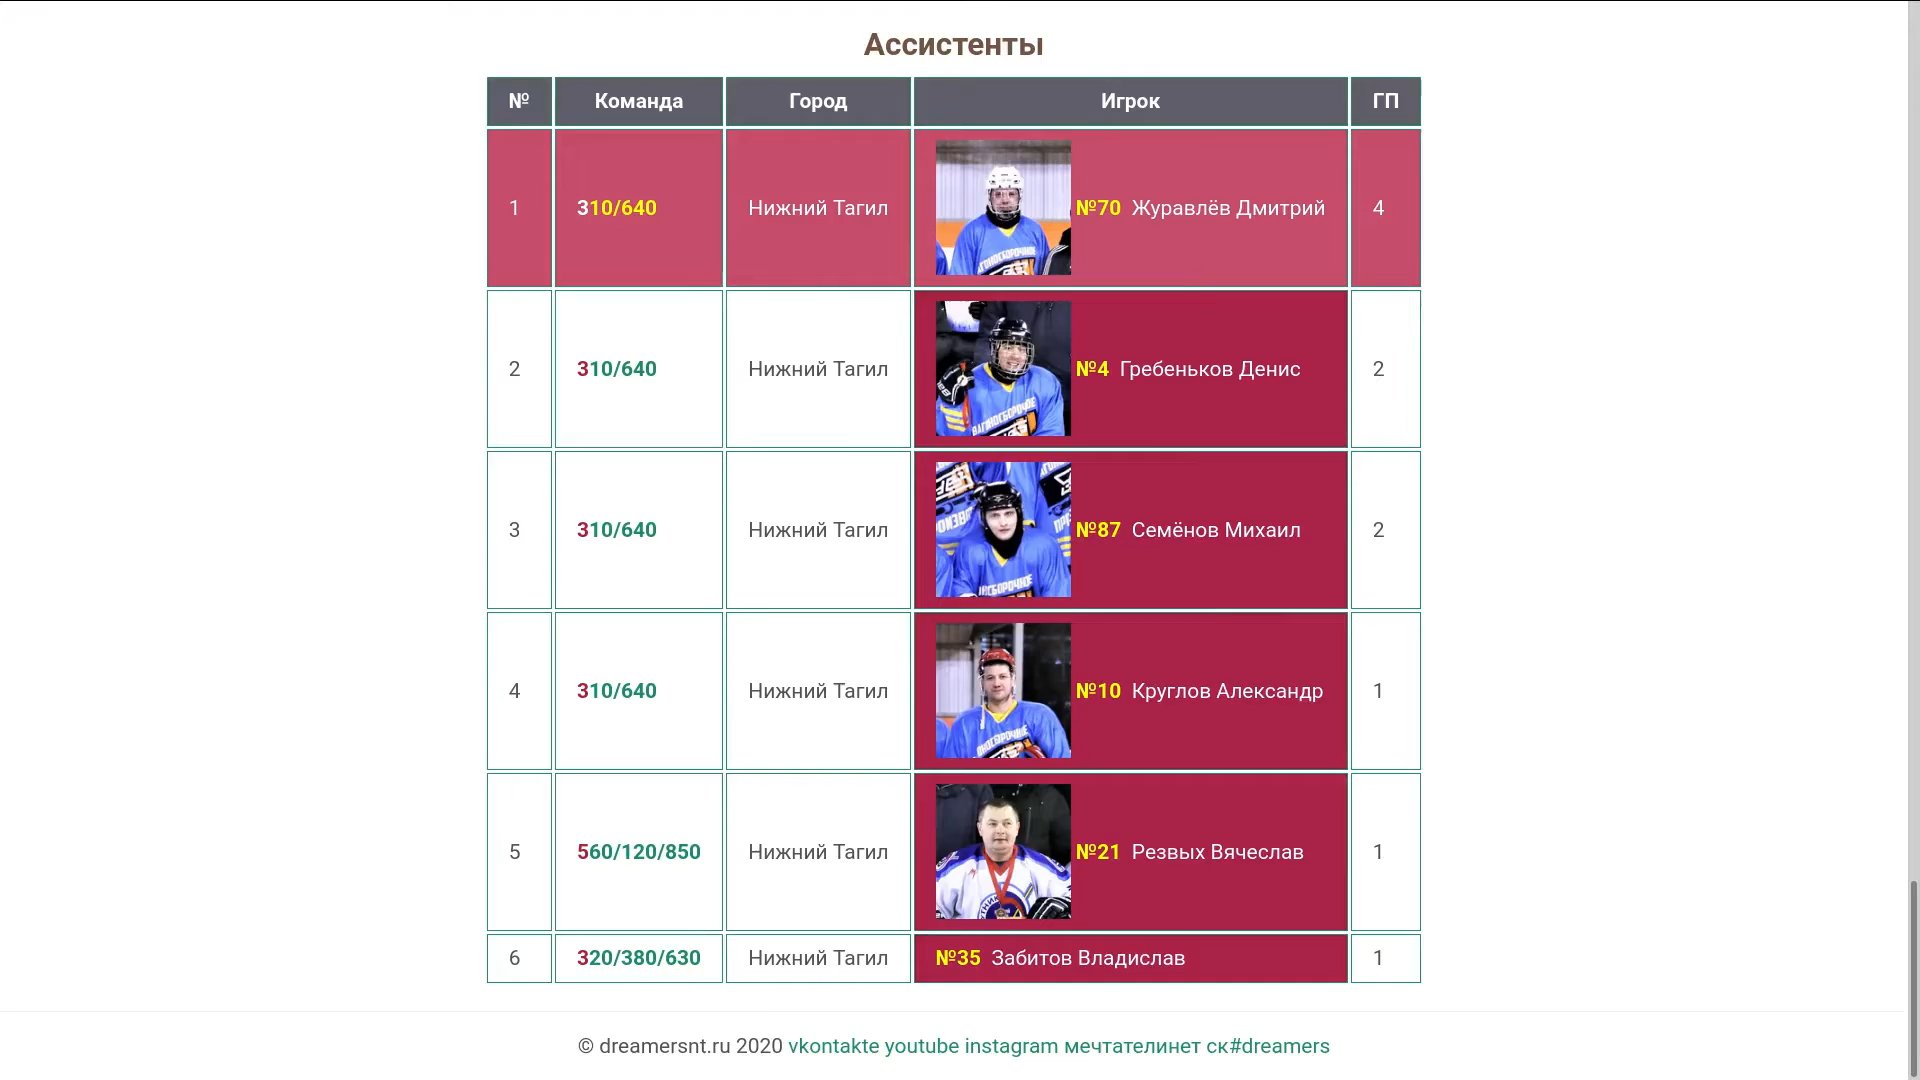 Ассистенты
№ Команда Город Игрок ГП
1 310/640 Нижний Тагил №70 Журавлёв Дмитрий 4
2 310/640 Нижний Тагил №4 Гребеньков Денис 2
3 310/640 Нижний Тагил №87 Семёнов Михаил 2
4 310/640 Нижний Тагил №10 Круглов Александр 1
5 560/120/850 Нижний Тагил №21 Резвых Вячеслав 1
6 320/380/630 Нижний Тагил №35 Забитов Владислав 1
© dreamersnt.ru 2020 vkontakte youtube instagram мечтателинет ск#dreamers